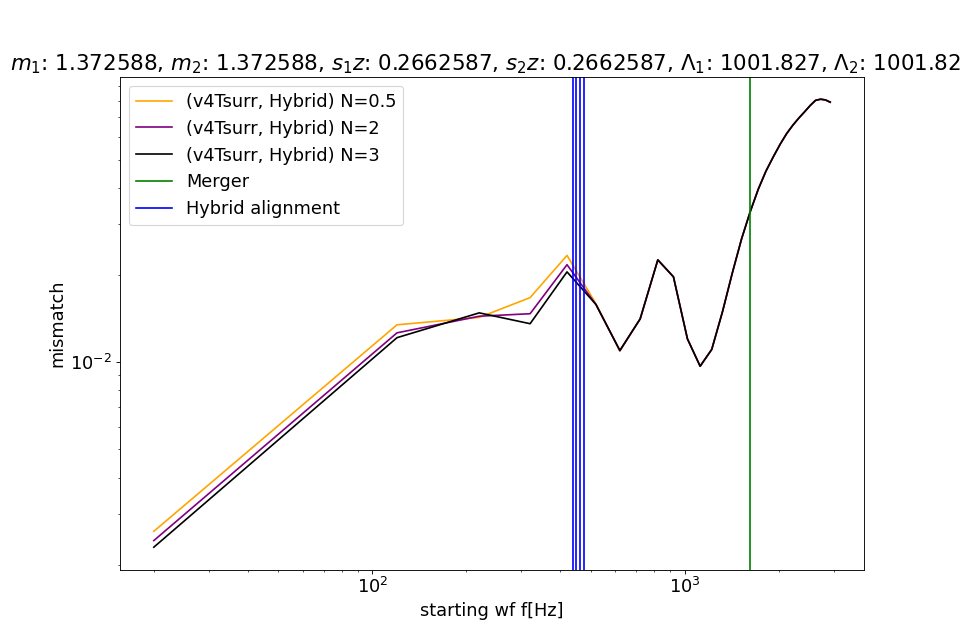 m₁: 1.372588, m₂: 1.372588, s₁z: 0.2662587, s₂z: 0.2662587, Λ₁: 1001.827, Λ₂: 1001.82
(v4Tsurr, Hybrid) N=0.5
(v4Tsurr, Hybrid) N=2
(v4Tsurr, Hybrid) N=3
Merger
Hybrid alignment
mismatch
10⁻²
10² 10³
starting wf f[Hz]